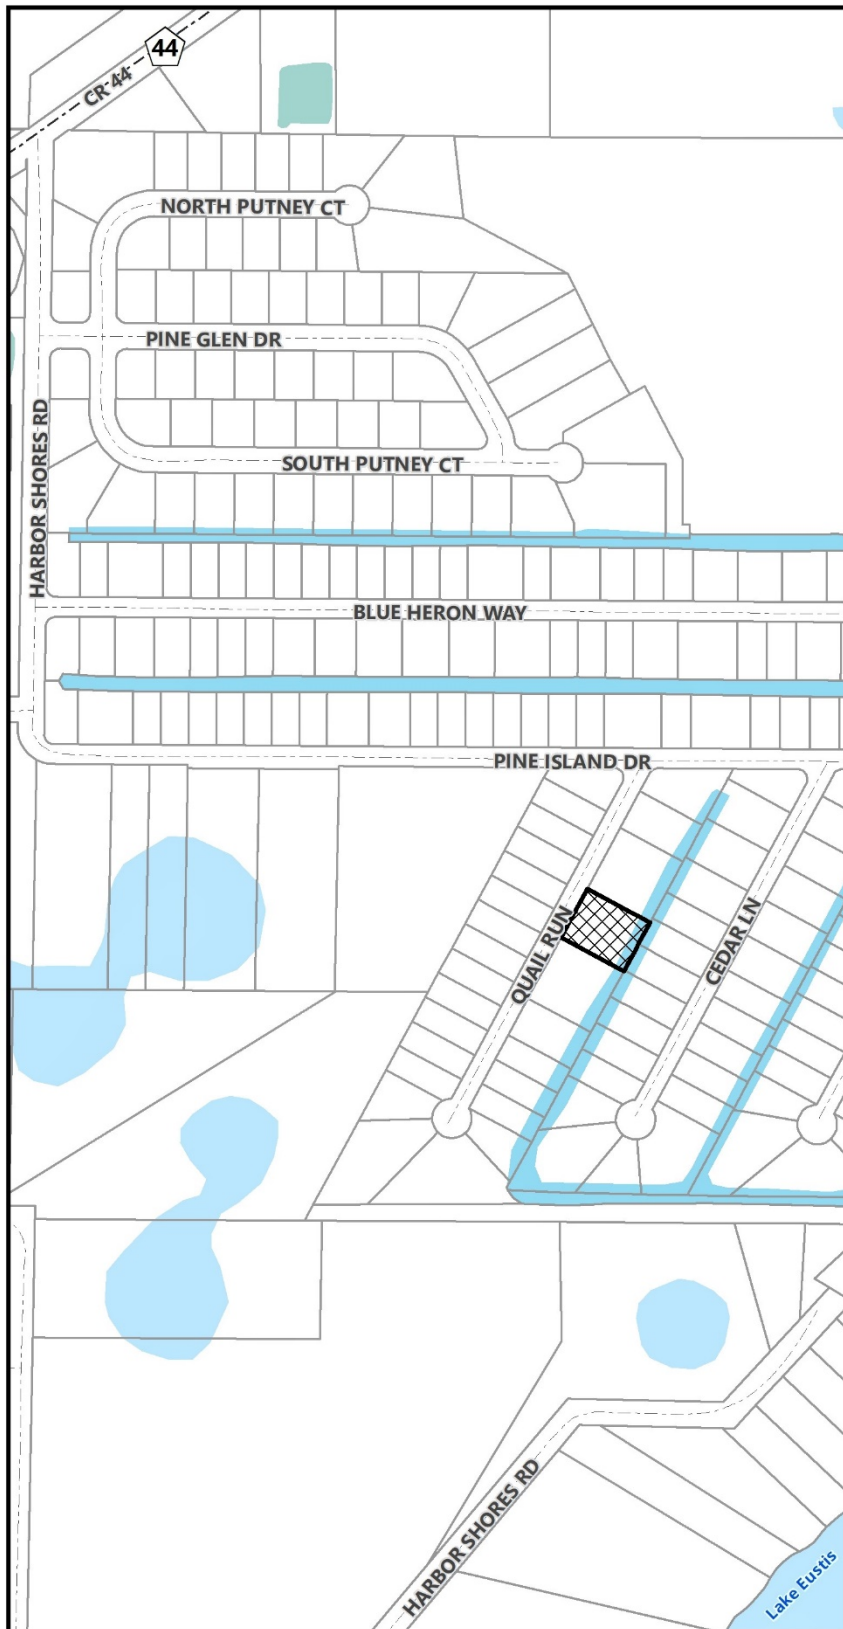 44
CR 44
NORTH PUTNEY CT
PINE GLEN DR
HARBOR SHORES RD
SOUTH PUTNEY CT
BLUE HERON WAY
PINE ISLAND DR
QUAIL RUN
CEDAR LN
HARBOR SHORES RD
Lake Eustis